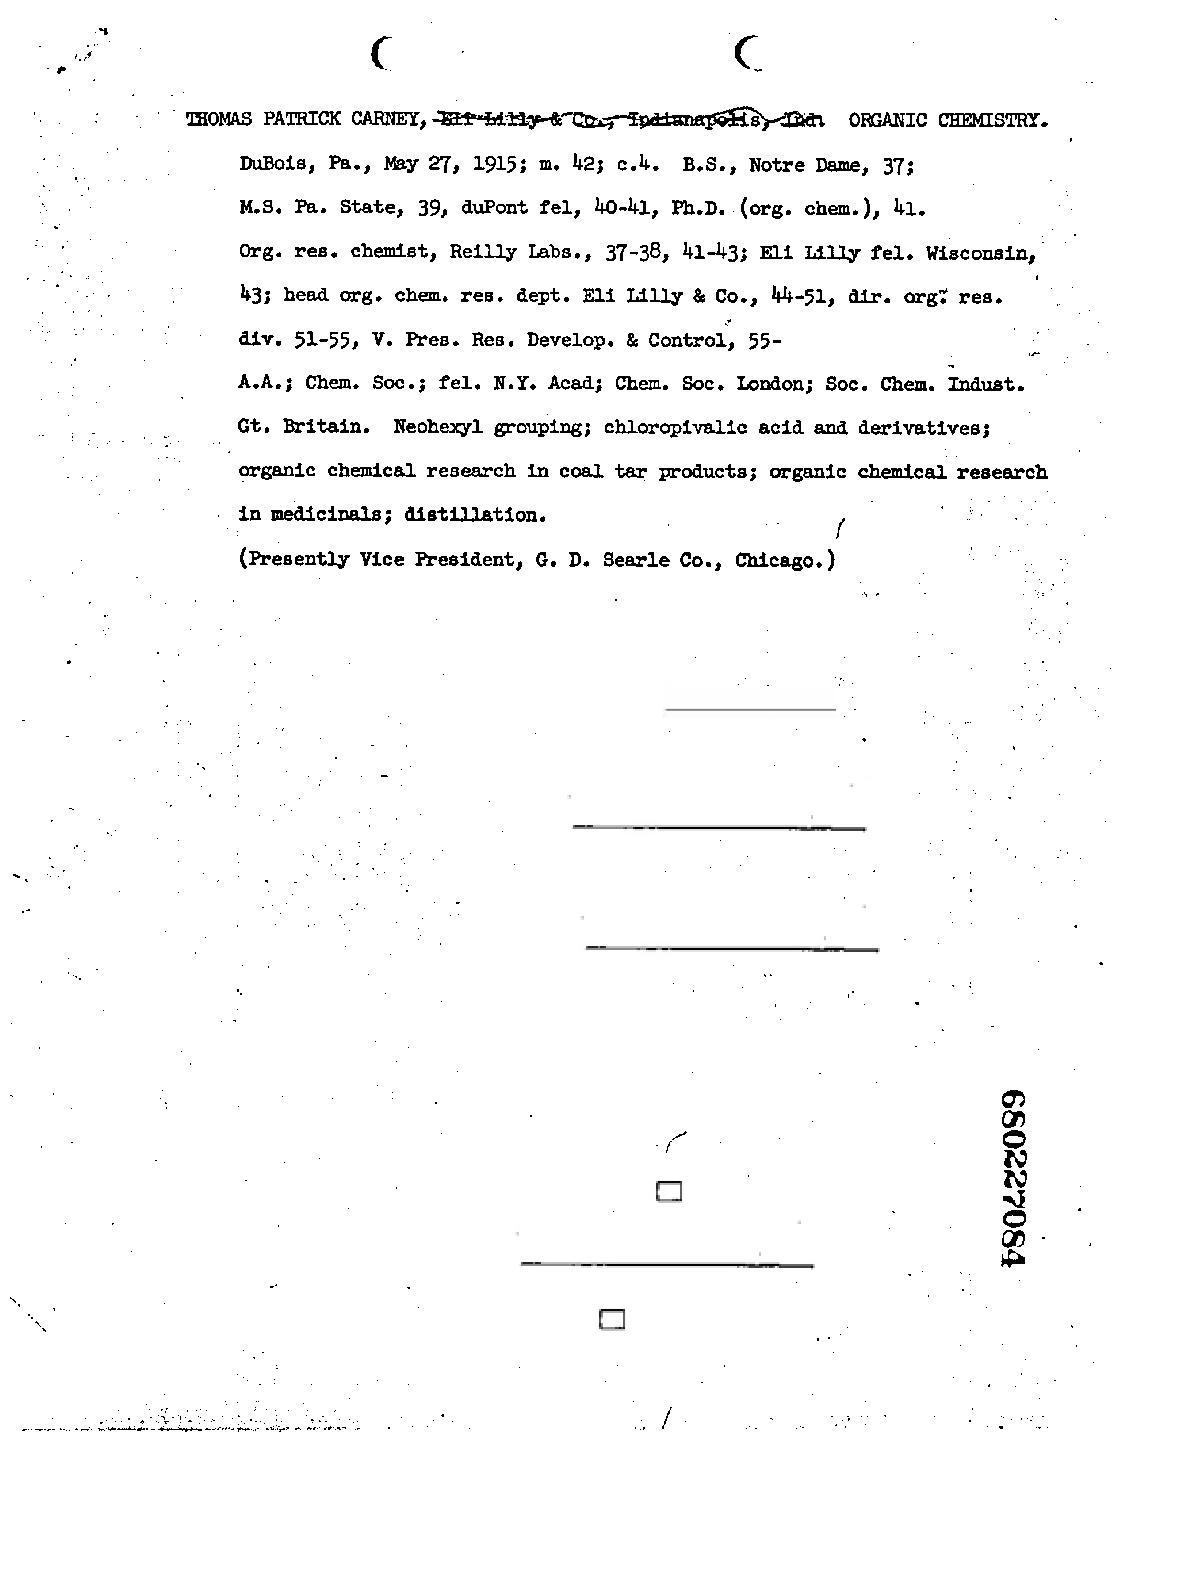 THOMAS PATRICK CARNEY, Eli Lilly & Co., Indianapolis, Ind. ORGANIC CHEMISTRY.
DuBois, Pa., May 27, 1915; m. 42; c.4. B.S., Notre Dame, 37;
M.S. Pa. State, 39, duPont fel, 40-41, Ph.D. (org. chem.), 41.
Org. res. chemist, Reilly Labs., 37-38, 41-43; Eli Lilly fel. Wisconsin,
43; head org. chem. res. dept. Eli Lilly & Co., 44-51, dir. org. res.
div. 51-55, V. Pres. Res. Develop. & Control, 55-
A.A.; Chem. Soc.; fel. N.Y. Acad; Chem. Soc. London; Soc. Chem. Indust.
Gt. Britain. Neohexyl grouping; chloropivalic acid and derivatives;
organic chemical research in coal tar products; organic chemical research
in medicinals; distillation.
(Presently Vice President, G. D. Searle Co., Chicago.)
680227084